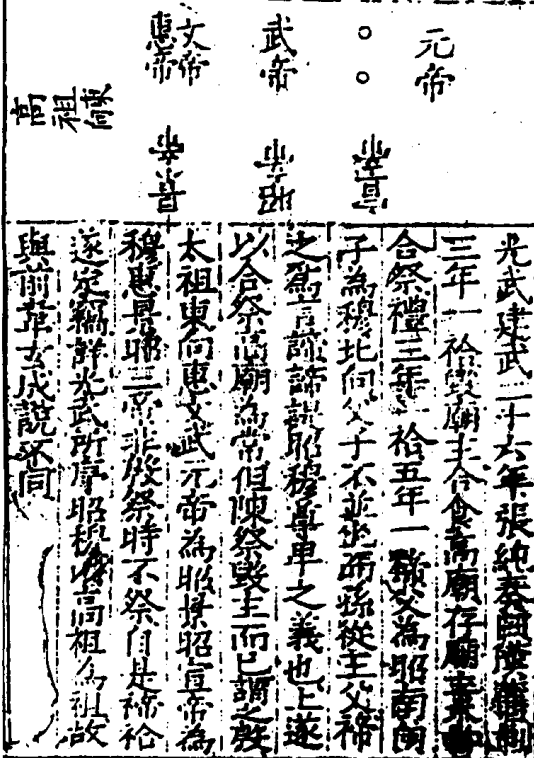 元帝
武帝
文帝
惠帝
高祖東向
光武建武二十六年張純奏
三年一祫毀廟主合食高廟存廟主未
合祭禮三年一祫五年一禘父為昭南向
子為穆北向父子不並坐而孫從王父禘
之為言諦諦諟昭穆尊卑之義也上遂
以合祭高廟為常但陳祭毀主而已謂之殷
太祖東向惠文武元帝為昭景昭宣帝為
穆惠景昭三帝非殷祭時不祭自是禘祫
遂定續鮮光武所序昭穆以高祖為祖故
與前韋玄成說不同